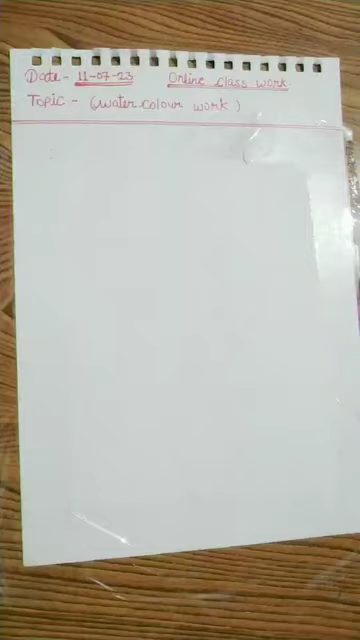 Date - 11-07-23 Online class work
Topic - (Water colour work)